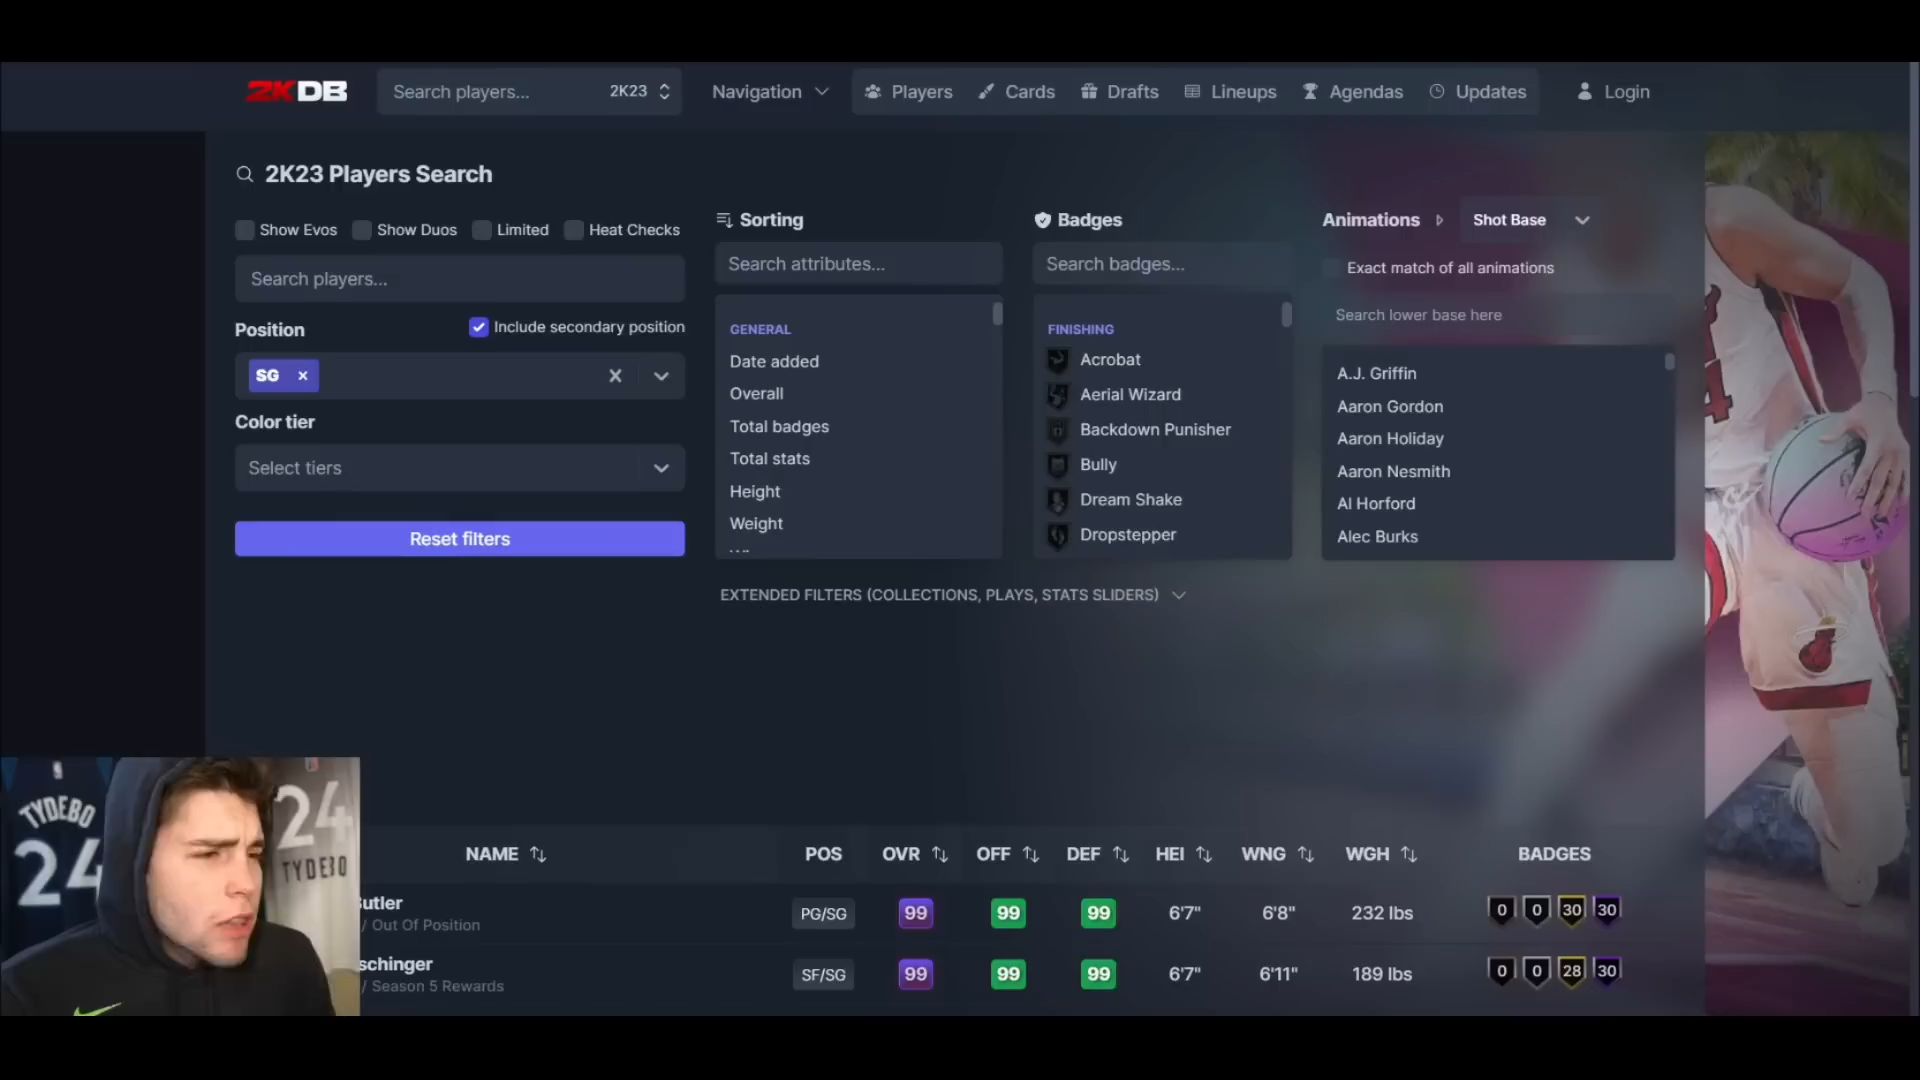 2KDB
Search players...
2K23
Navigation
Players
Cards
Drafts
Lineups
Agendas
Updates
Login
2K23 Players Search
Show Evos
Show Duos
Limited
Heat Checks
Search players...
Position
Include secondary position
SG ×
Color tier
Select tiers
Reset filters
Sorting
Search attributes...
GENERAL
Date added
Overall
Total badges
Total stats
Height
Weight
Badges
Search badges...
FINISHING
Acrobat
Aerial Wizard
Backdown Punisher
Bully
Dream Shake
Dropstepper
Animations
Shot Base
Exact match of all animations
Search lower base here
A.J. Griffin
Aaron Gordon
Aaron Holiday
Aaron Nesmith
Al Horford
Alec Burks
EXTENDED FILTERS (COLLECTIONS, PLAYS, STATS SLIDERS)
NAME POS OVR OFF DEF HEI WNG WGH BADGES
utler
/ Out Of Position
PG/SG 99 99 99 6'7" 6'8" 232 lbs 0 0 30 30
schinger
/ Season 5 Rewards
SF/SG 99 99 99 6'7" 6'11" 189 lbs 0 0 28 30
TYDEBO
24
24
TYDEBO
4